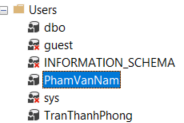 Users
dbo
guest
INFORMATION_SCHEMA
PhamVanNam
sys
TranThanhPhong